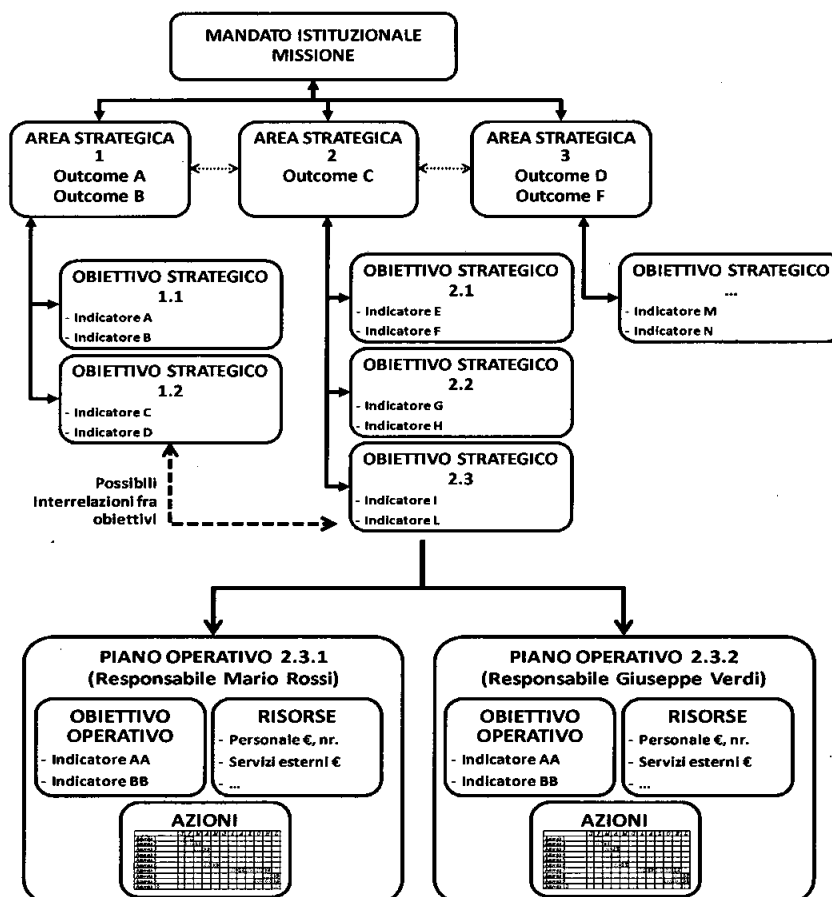 MANDATO ISTITUZIONALE
MISSIONE
AREA STRATEGICA
1
Outcome A
Outcome B
AREA STRATEGICA
2
Outcome C
AREA STRATEGICA
3
Outcome D
Outcome F
OBIETTIVO STRATEGICO
1.1
- Indicatore A
- Indicatore B
OBIETTIVO STRATEGICO
1.2
- Indicatore C
- Indicatore D
OBIETTIVO STRATEGICO
2.1
- Indicatore E
- Indicatore F
OBIETTIVO STRATEGICO
2.2
- Indicatore G
- Indicatore H
OBIETTIVO STRATEGICO
2.3
- Indicatore I
- Indicatore L
OBIETTIVO STRATEGICO
...
- Indicatore M
- Indicatore N
Possibili
Interrelazioni fra
obiettivi
PIANO OPERATIVO 2.3.1
(Responsabile Mario Rossi)
OBIETTIVO
OPERATIVO
- Indicatore AA
- Indicatore BB
RISORSE
- Personale €, nr.
- Servizi esterni €
- ...
AZIONI
PIANO OPERATIVO 2.3.2
(Responsabile Giuseppe Verdi)
OBIETTIVO
OPERATIVO
- Indicatore AA
- Indicatore BB
RISORSE
- Personale €, nr.
- Servizi esterni €
- ...
AZIONI